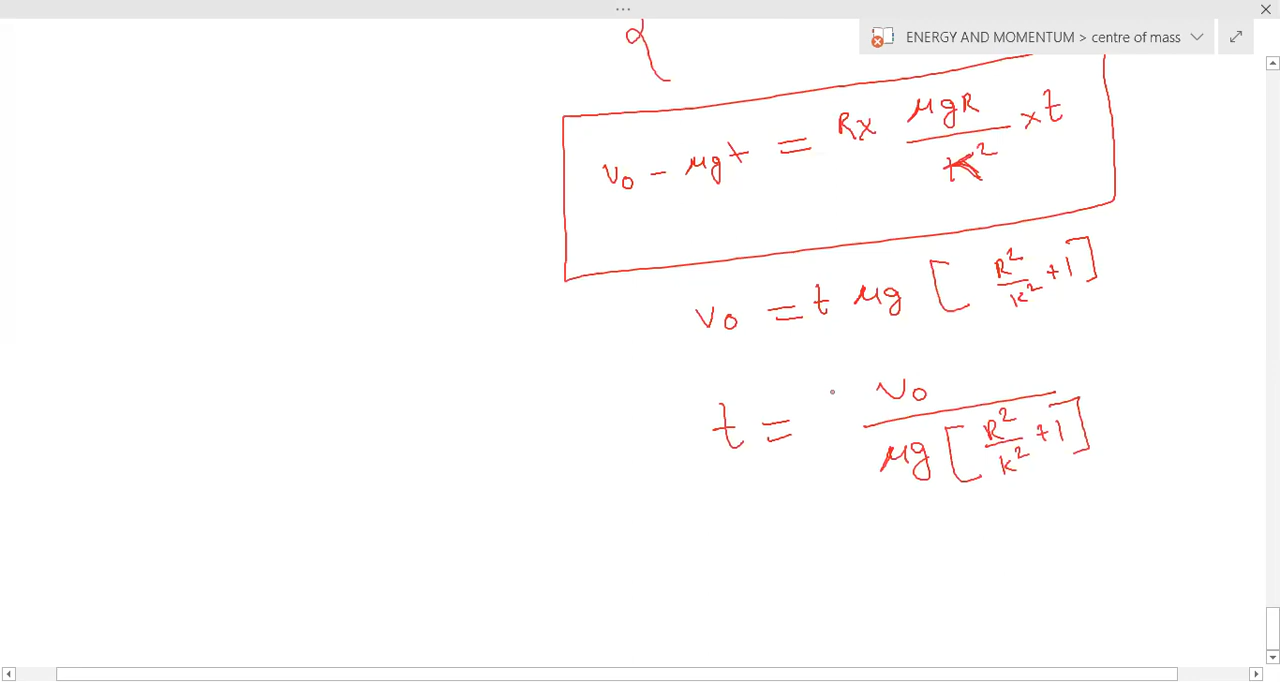 ...
ENERGY AND MOMENTUM > centre of mass
α
v₀ - μgt = R× μgR/K² ×t
v₀ = t μg [R²/K² +1]
t = v₀/μg[R²/K² +1]